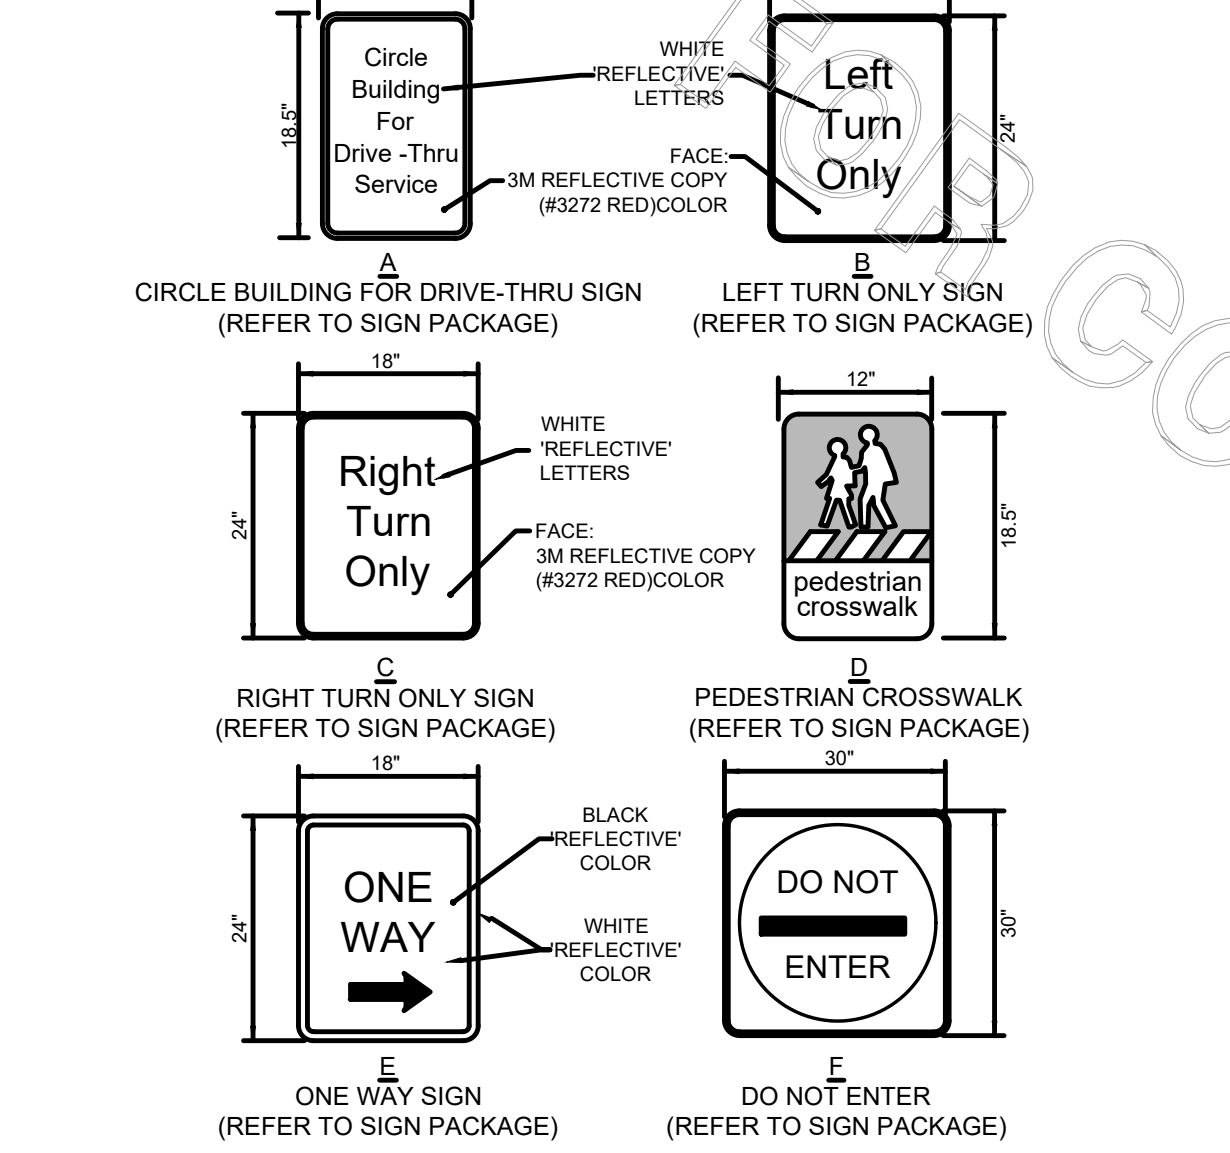 Circle
Building
For
Drive -Thru
Service
18.5"
WHITE
'REFLECTIVE'
LETTERS
FACE:
3M REFLECTIVE COPY
(#3272 RED)COLOR
Left
Turn
Only
24"
A
CIRCLE BUILDING FOR DRIVE-THRU SIGN
(REFER TO SIGN PACKAGE)
B
LEFT TURN ONLY SIGN
(REFER TO SIGN PACKAGE)
18"
24"
Right
Turn
Only
WHITE
'REFLECTIVE'
LETTERS
FACE:
3M REFLECTIVE COPY
(#3272 RED)COLOR
12"
18.5"
pedestrian
crosswalk
C
RIGHT TURN ONLY SIGN
(REFER TO SIGN PACKAGE)
D
PEDESTRIAN CROSSWALK
(REFER TO SIGN PACKAGE)
18"
24"
ONE
WAY
BLACK
'REFLECTIVE'
COLOR
WHITE
'REFLECTIVE'
COLOR
30"
30"
DO NOT
ENTER
E
ONE WAY SIGN
(REFER TO SIGN PACKAGE)
F
DO NOT ENTER
(REFER TO SIGN PACKAGE)
FOR CO